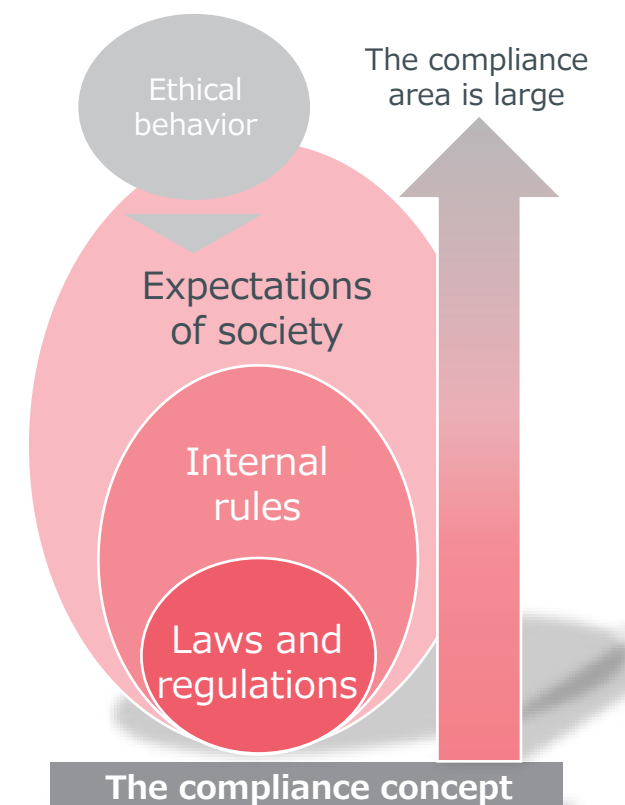 Ethical
behavior
The compliance
area is large
Expectations
of society
Internal
rules
Laws and
regulations
The compliance concept